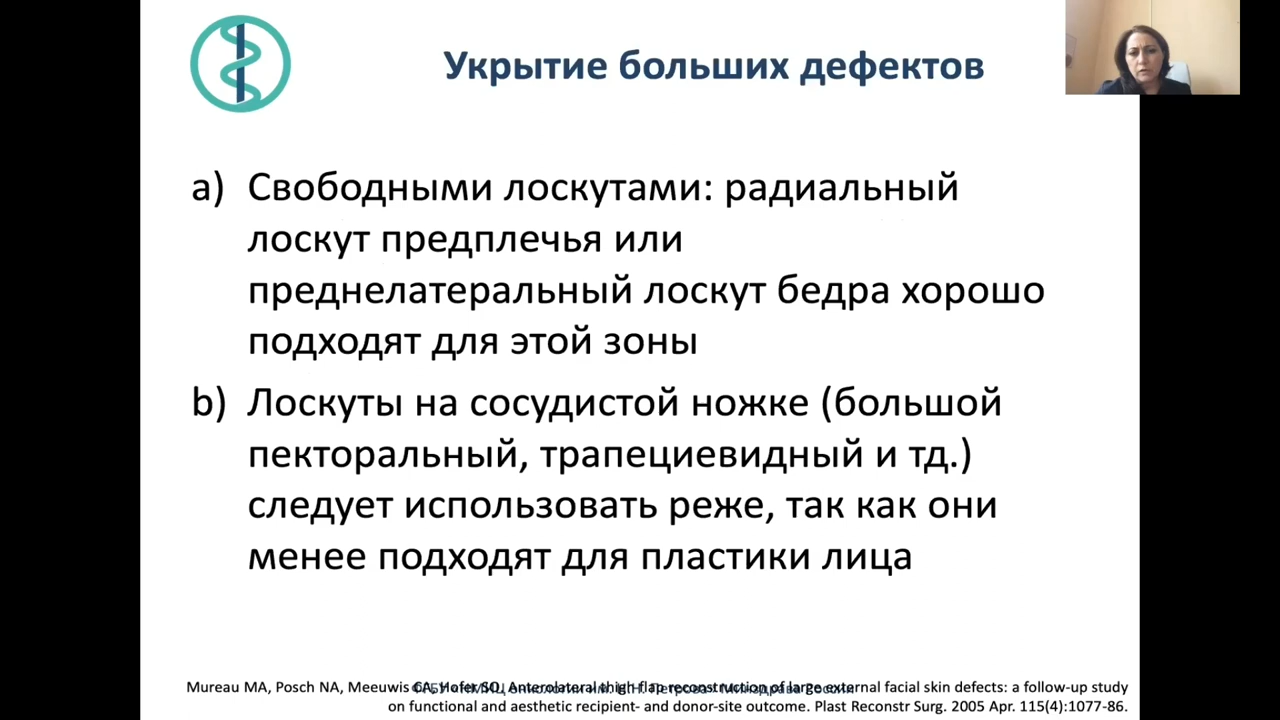 Укрытие больших дефектов
a) Свободными лоскутами: радиальный
лоскут предплечья или
преднелатеральный лоскут бедра хорошо
подходят для этой зоны
b) Лоскуты на сосудистой ножке (большой
пекторальный, трапециевидный и тд.)
следует использовать реже, так как они
менее подходят для пластики лица
Mureau MA, Posch NA, Meeuwis CA, Hofer SO. Anterolateral thigh flap reconstruction of large external facial skin defects: a follow-up study
on functional and aesthetic recipient- and donor-site outcome. Plast Reconstr Surg. 2005 Apr. 115(4):1077-86.